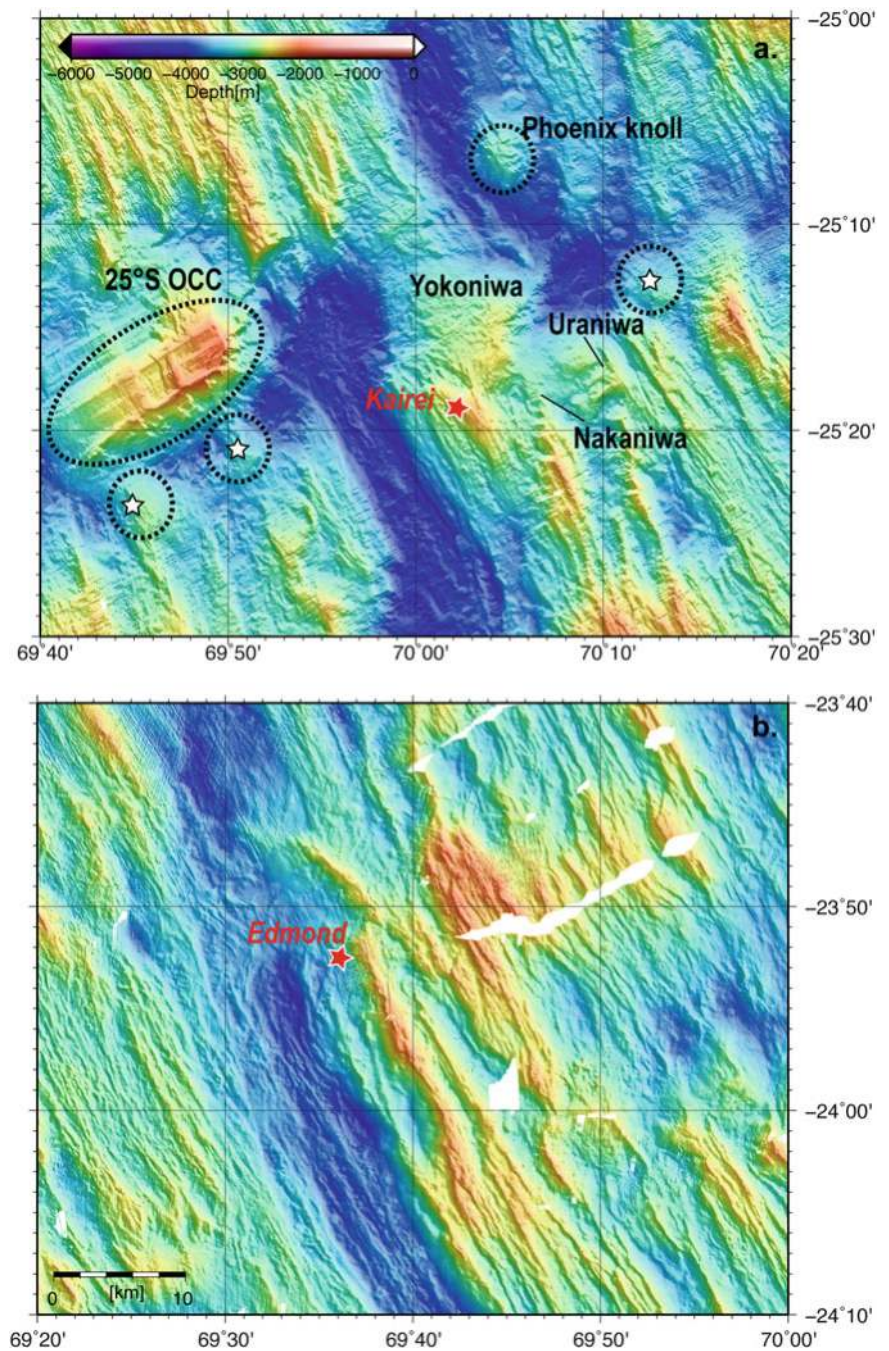 −25˚00'
a.
−6000 −5000 −4000 −3000 −2000 −1000 0
Depth[m]
Phoenix knoll
−25˚10'
25°S OCC
Yokoniwa
Uraniwa
Kairei
Nakaniwa
−25˚20'
−25˚30'
69˚40' 69˚50' 70˚00' 70˚10' 70˚20'
−23˚40'
b.
−23˚50'
Edmond
−24˚00'
0 [km] 10
−24˚10'
69˚20' 69˚30' 69˚40' 69˚50' 70˚00'